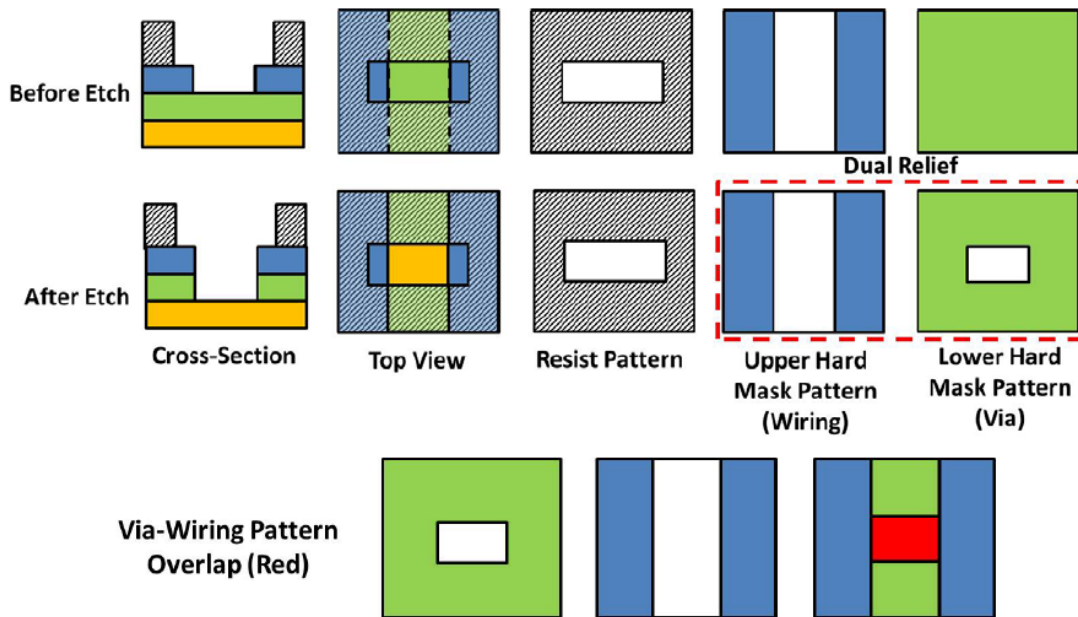 Before Etch
Dual Relief
After Etch
Cross-Section
Top View
Resist Pattern
Upper Hard
Mask Pattern
(Wiring)
Lower Hard
Mask Pattern
(Via)
Via-Wiring Pattern
Overlap (Red)